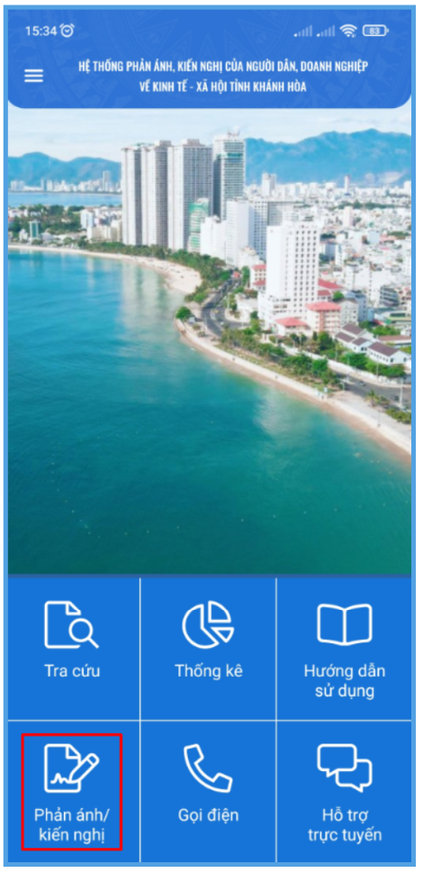 15:34
83
HỆ THỐNG PHẢN ÁNH, KIẾN NGHỊ CỦA NGƯỜI DÂN, DOANH NGHIỆP
VỀ KINH TẾ - XÃ HỘI TỈNH KHÁNH HÒA
Tra cứu
Thống kê
Hướng dẫn
sử dụng
Phản ánh/
kiến nghị
Gọi điện
Hỗ trợ
trực tuyến